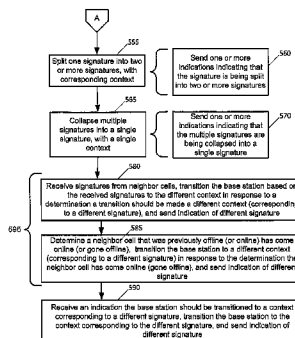 A
555
Split one signature into two
or more signatures, with
corresponding context
560
Send one or more
indications indicating that
the signature is being split
into two or more signatures
565
Collapse multiple
signatures into a single
signature, with a single
context
570
Send one or more
indications indicating that
the multiple signatures are
being collapsed into a
single signature
580
Receive signatures from neighbor cells, transition the base station based on
the received signatures to the different context in response to a
determination a transition should be made a different context (corresponding
to a different signature), and send indication of different signature
696
585
Determine a neighbor cell that was previously offline (or online) has come
online (or gone offline), transition the base station to a different context
(corresponding to a different signature) in response to the determination the
neighbor cell has come online (gone offline), and send indication of different
signature
590
Receive an indication the base station should be transitioned to a context
corresponding to a different signature, transition the base station to the
context corresponding to the different signature, and send indication of
different signature